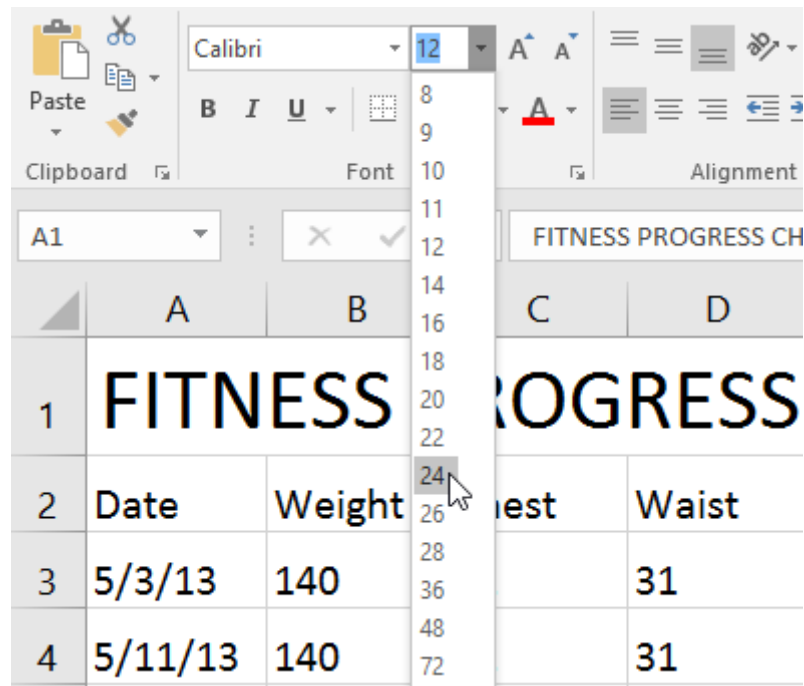 Calibri 12 A A
Paste B I U A
8
9
Clipboard Font 10 Alignment
11
A1 12 FITNESS PROGRESS CH
14
A B 16 C D
18
1 FITNESS ROGRESS
20
22
24
2 Date Weight est Waist
26
28
3 5/3/13 140 31
36
48
4 5/11/13 140 31
72